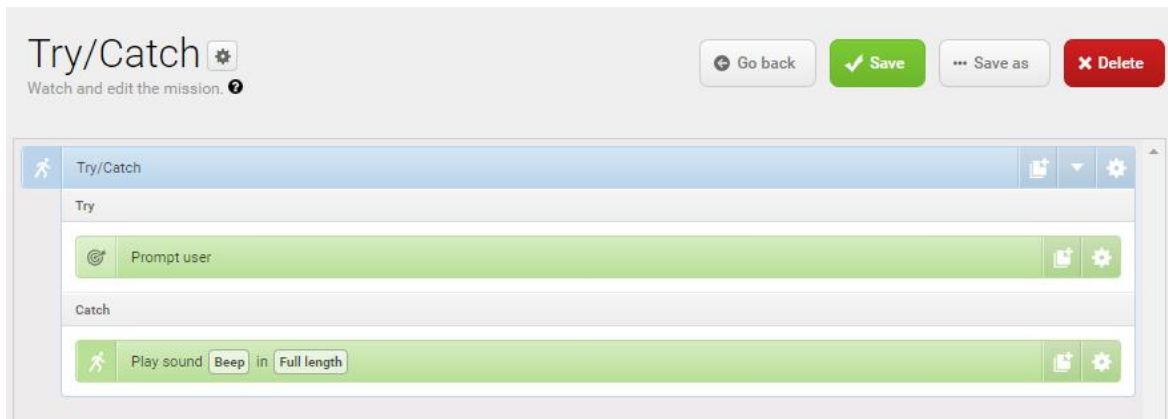 Try/Catch
Watch and edit the mission.
Go back
Save
Save as
Delete
Try/Catch
Try
Prompt user
Catch
Play sound Beep in Full length